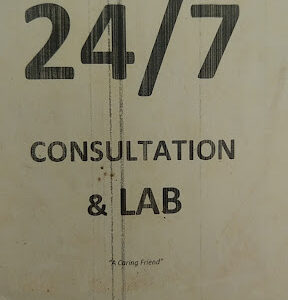 24/7
CONSULTATION
& LAB
"A Caring Friend"